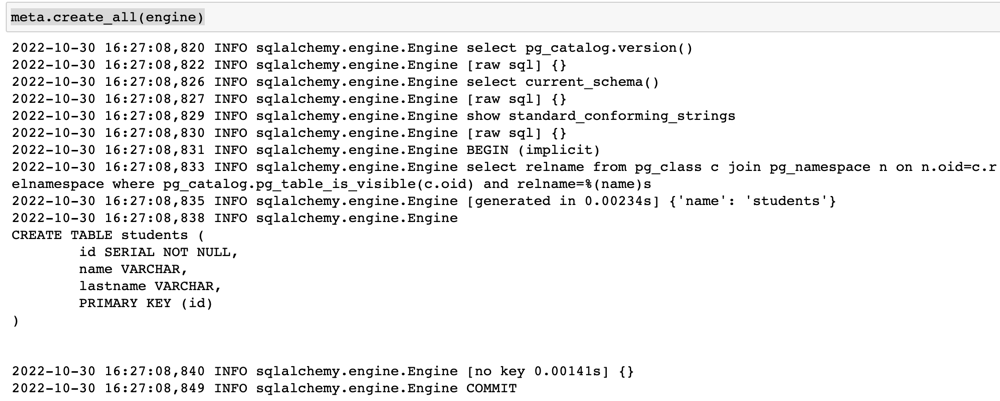 meta.create_all(engine)
2022-10-30 16:27:08,820 INFO sqlalchemy.engine.Engine select pg_catalog.version()
2022-10-30 16:27:08,822 INFO sqlalchemy.engine.Engine [raw sql] {}
2022-10-30 16:27:08,826 INFO sqlalchemy.engine.Engine select current_schema()
2022-10-30 16:27:08,827 INFO sqlalchemy.engine.Engine [raw sql] {}
2022-10-30 16:27:08,829 INFO sqlalchemy.engine.Engine show standard_conforming_strings
2022-10-30 16:27:08,830 INFO sqlalchemy.engine.Engine [raw sql] {}
2022-10-30 16:27:08,831 INFO sqlalchemy.engine.Engine BEGIN (implicit)
2022-10-30 16:27:08,833 INFO sqlalchemy.engine.Engine select relname from pg_class c join pg_namespace n on n.oid=c.r
elnamespace where pg_catalog.pg_table_is_visible(c.oid) and relname=%(name)s
2022-10-30 16:27:08,835 INFO sqlalchemy.engine.Engine [generated in 0.00234s] {'name': 'students'}
2022-10-30 16:27:08,838 INFO sqlalchemy.engine.Engine
CREATE TABLE students (
        id SERIAL NOT NULL,
        name VARCHAR,
        lastname VARCHAR,
        PRIMARY KEY (id)
)
2022-10-30 16:27:08,840 INFO sqlalchemy.engine.Engine [no key 0.00141s] {}
2022-10-30 16:27:08,849 INFO sqlalchemy.engine.Engine COMMIT